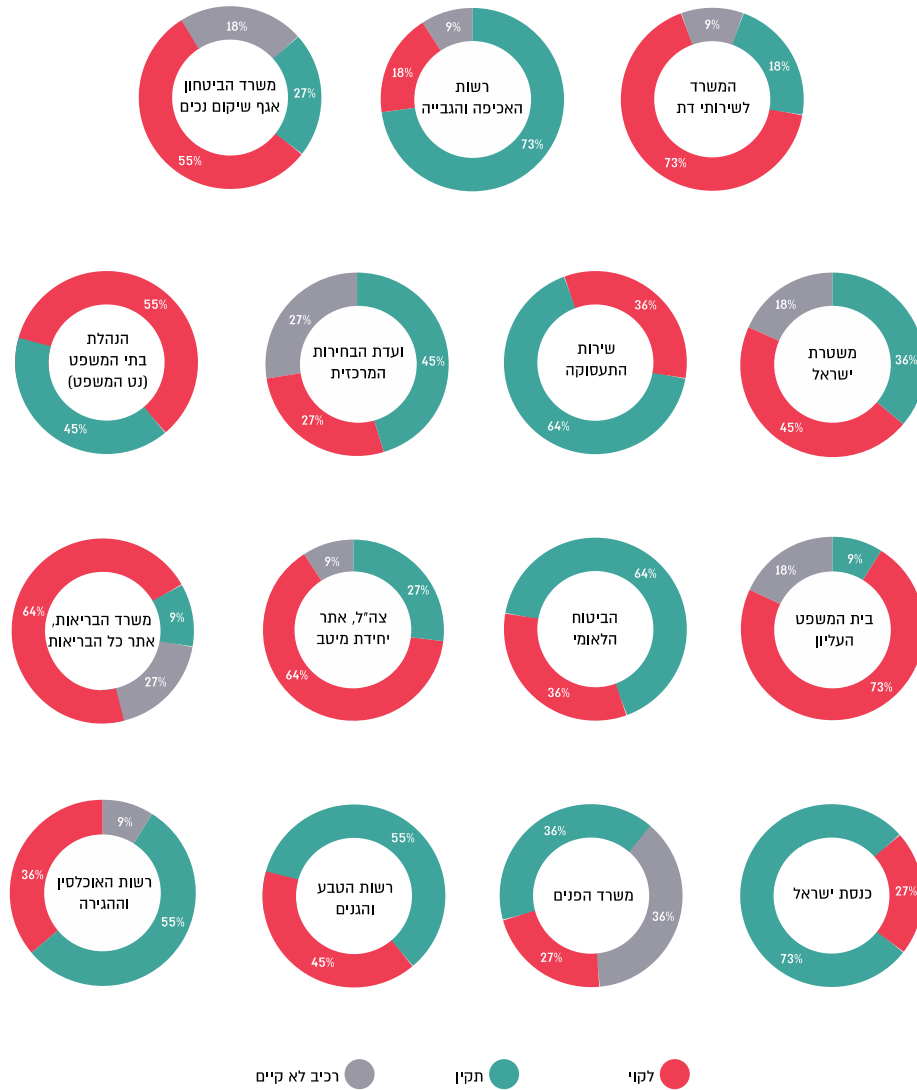 9%
18%
73%
המשרד
לשירותי דת
9%
18%
73%
רשות
האכיפה והגבייה
18%
27%
55%
משרד הביטחון
אגף שיקום נכים
18%
36%
45%
משטרת
ישראל
36%
64%
שירות
התעסוקה
27%
45%
27%
ועדת הבחירות
המרכזית
55%
45%
הנהלת
בתי המשפט
(נט המשפט)
18%
9%
73%
בית המשפט
העליון
64%
36%
הביטוח
הלאומי
9%
27%
64%
צה"ל, אתר
יחידת מיטב
64%
9%
27%
משרד הבריאות,
אתר כל הבריאות
27%
73%
כנסת ישראל
36%
36%
27%
משרד הפנים
55%
45%
רשות הטבע
והגנים
9%
36%
55%
רשות האוכלסין
וההגירה
לקוי
תקין
רכיב לא קיים